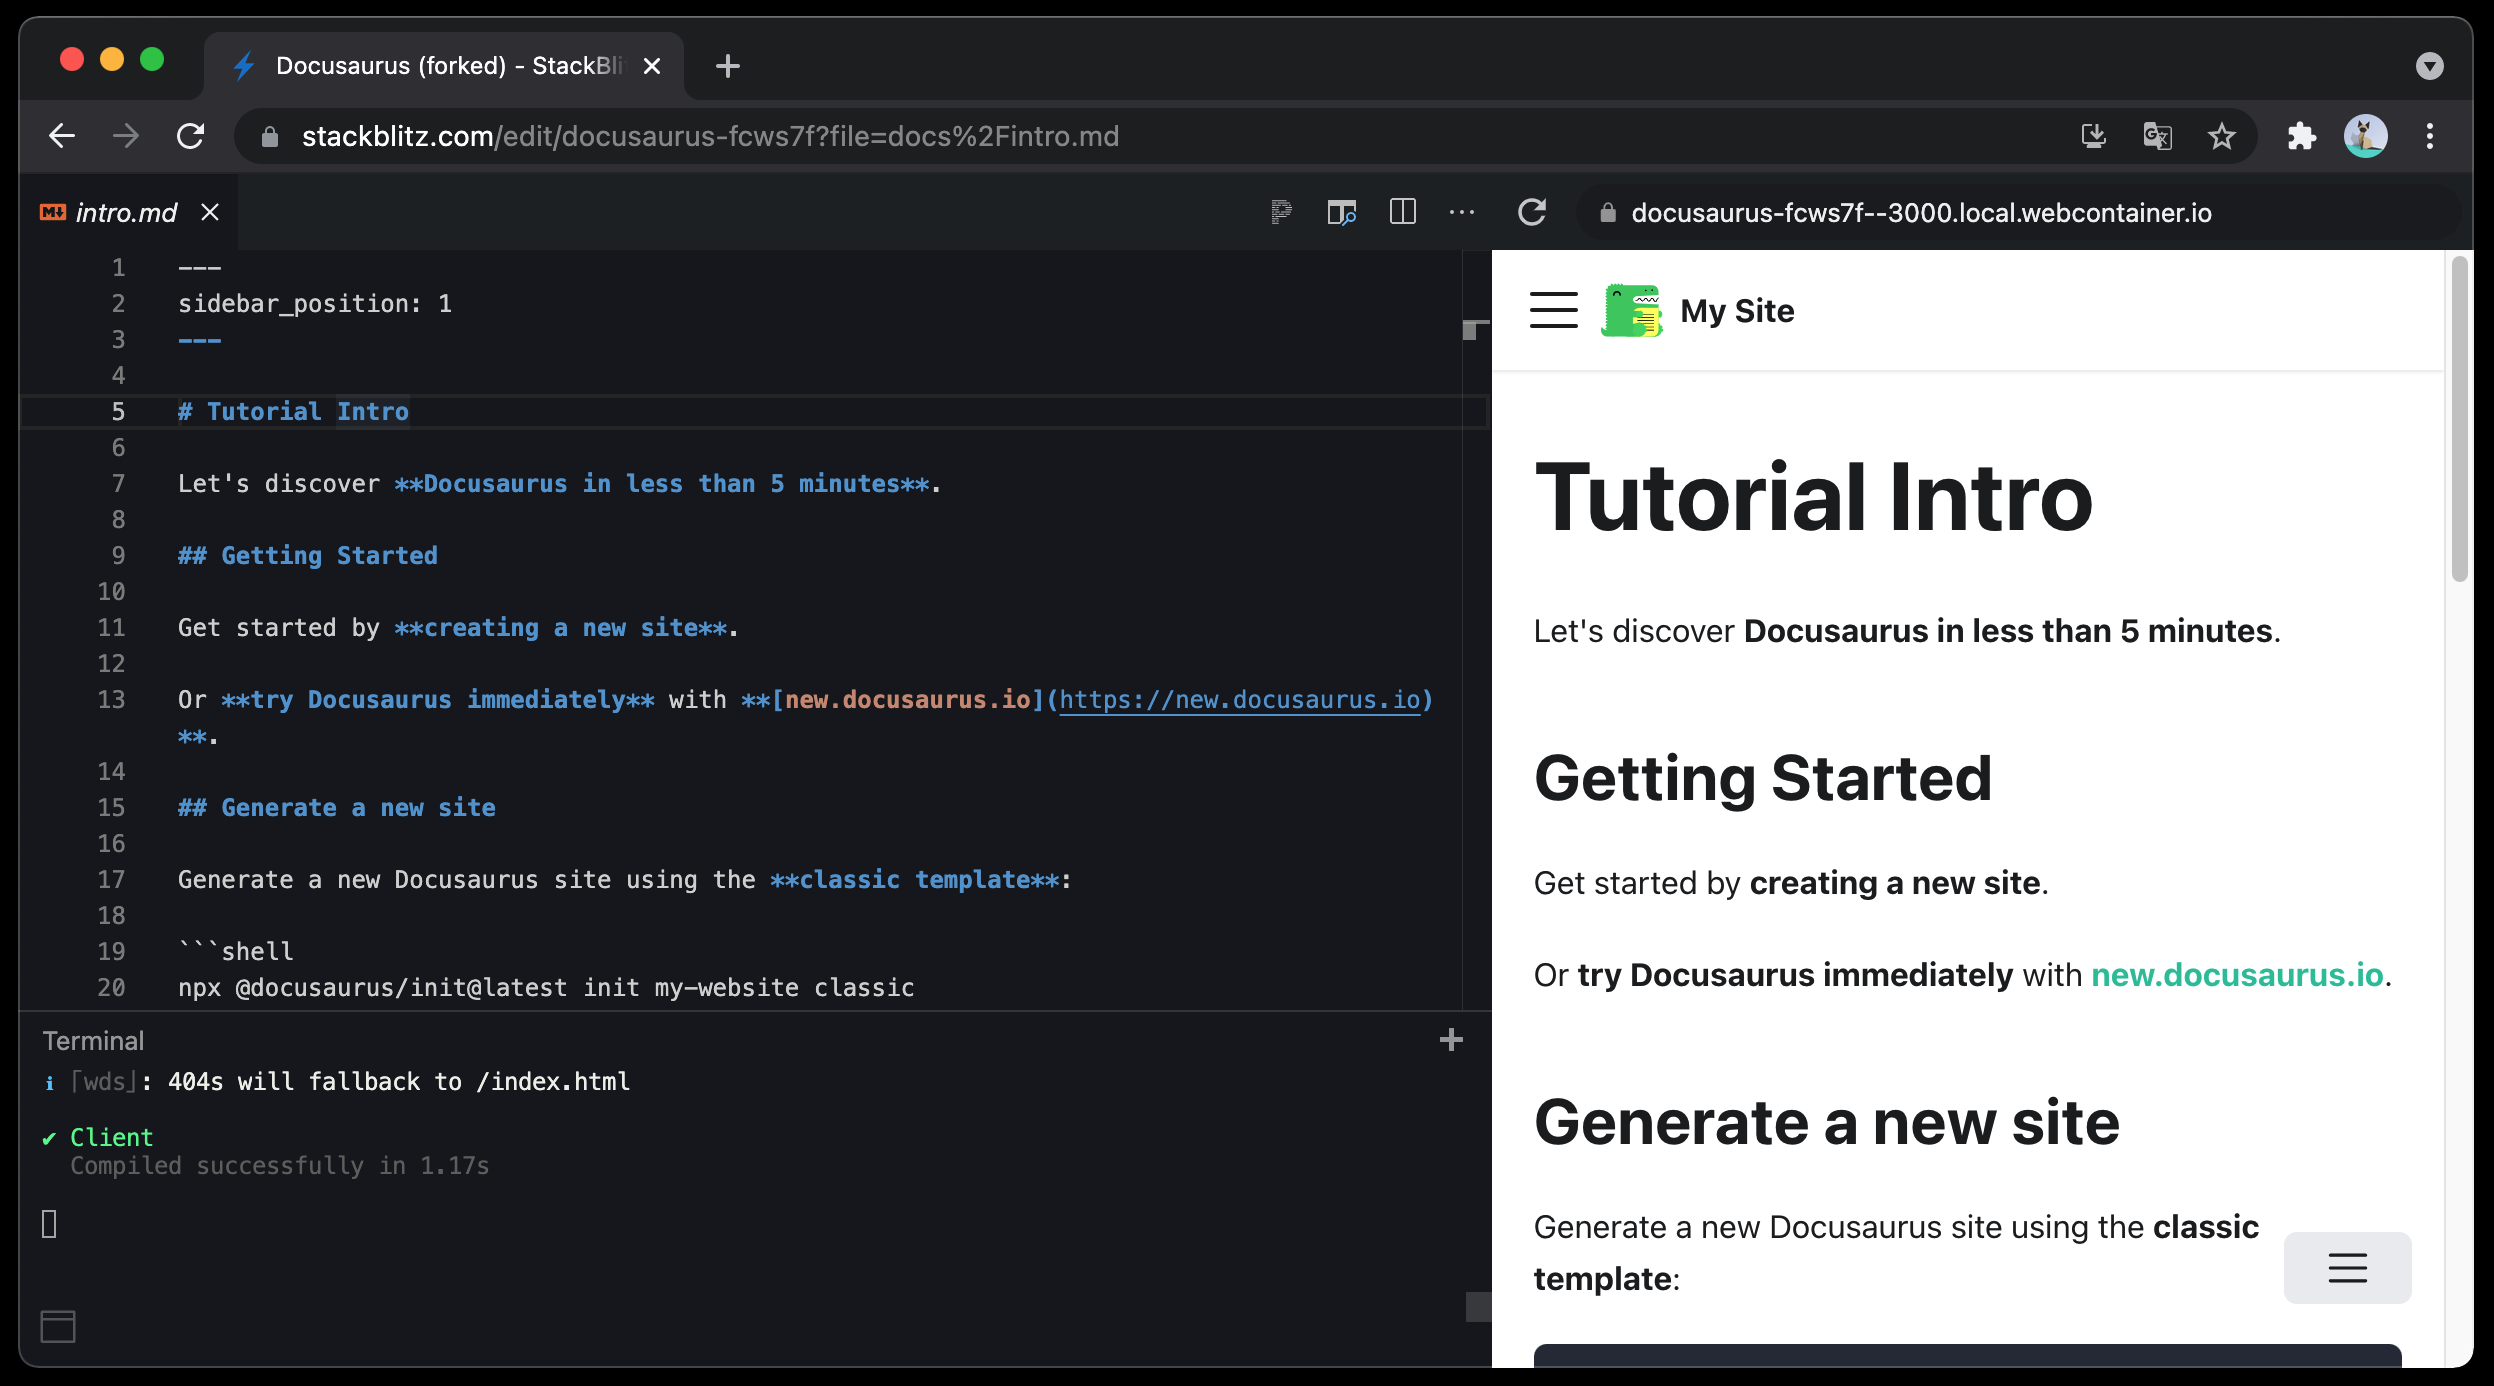 Docusaurus (forked) - StackBli
stackblitz.com/edit/docusaurus-fcws7f?file=docs%2Fintro.md
intro.md
docusaurus-fcws7f--3000.local.webcontainer.io
1 ---
2 sidebar_position: 1
3 ---
4
5 # Tutorial Intro
6
7 Let's discover **Docusaurus in less than 5 minutes**.
8
9 ## Getting Started
10
11 Get started by **creating a new site**.
12
13 Or **try Docusaurus immediately** with **[new.docusaurus.io](https://new.docusaurus.io)
**.
14
15 ## Generate a new site
16
17 Generate a new Docusaurus site using the **classic template**:
18
19 ```shell
20 npx @docusaurus/init@latest init my-website classic
Terminal
ℹ ｢wds｣: 404s will fallback to /index.html
✔ Client
Compiled successfully in 1.17s
My Site
Tutorial Intro
Let's discover Docusaurus in less than 5 minutes.
Getting Started
Get started by creating a new site.
Or try Docusaurus immediately with new.docusaurus.io.
Generate a new site
Generate a new Docusaurus site using the classic
template: